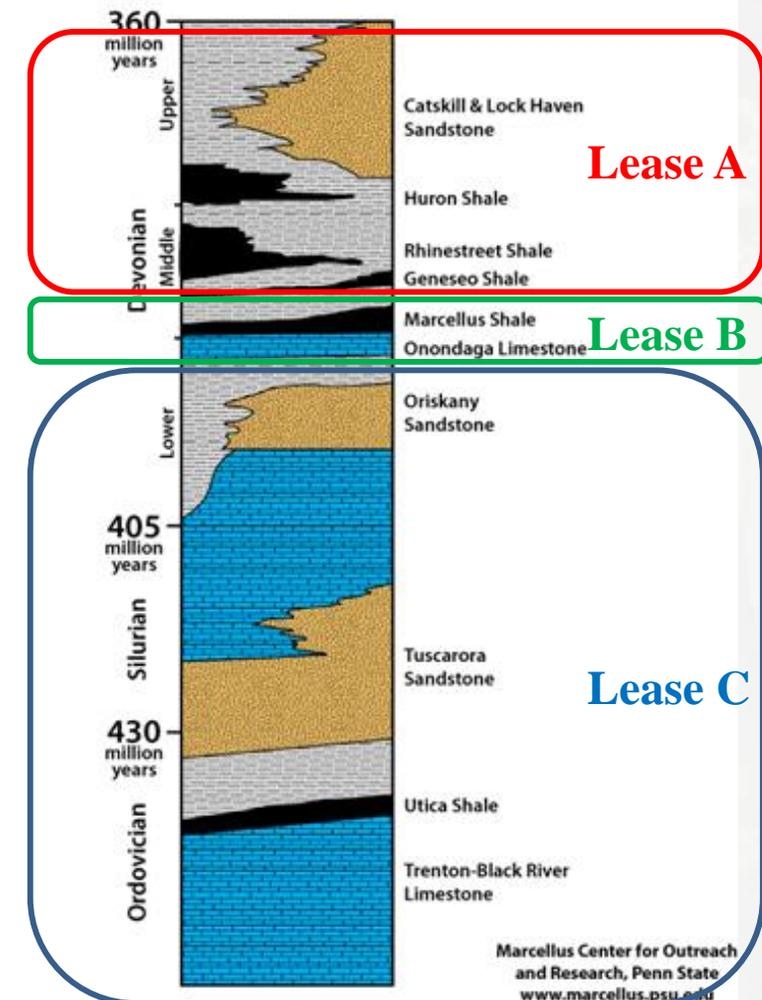 360
million
years
Upper
Catskill & Lock Haven
Sandstone
Lease A
Huron Shale
Devonian
Middle
Rhinestreet Shale
Geneseo Shale
Marcellus Shale
Lease B
Onondaga Limestone
Oriskany
Sandstone
Lower
405
million
years
Silurian
Tuscarora
Sandstone
Lease C
430
million
years
Utica Shale
Ordovician
Trenton-Black River
Limestone
Marcellus Center for Outreach
and Research, Penn State
www.marcellus.psu.edu